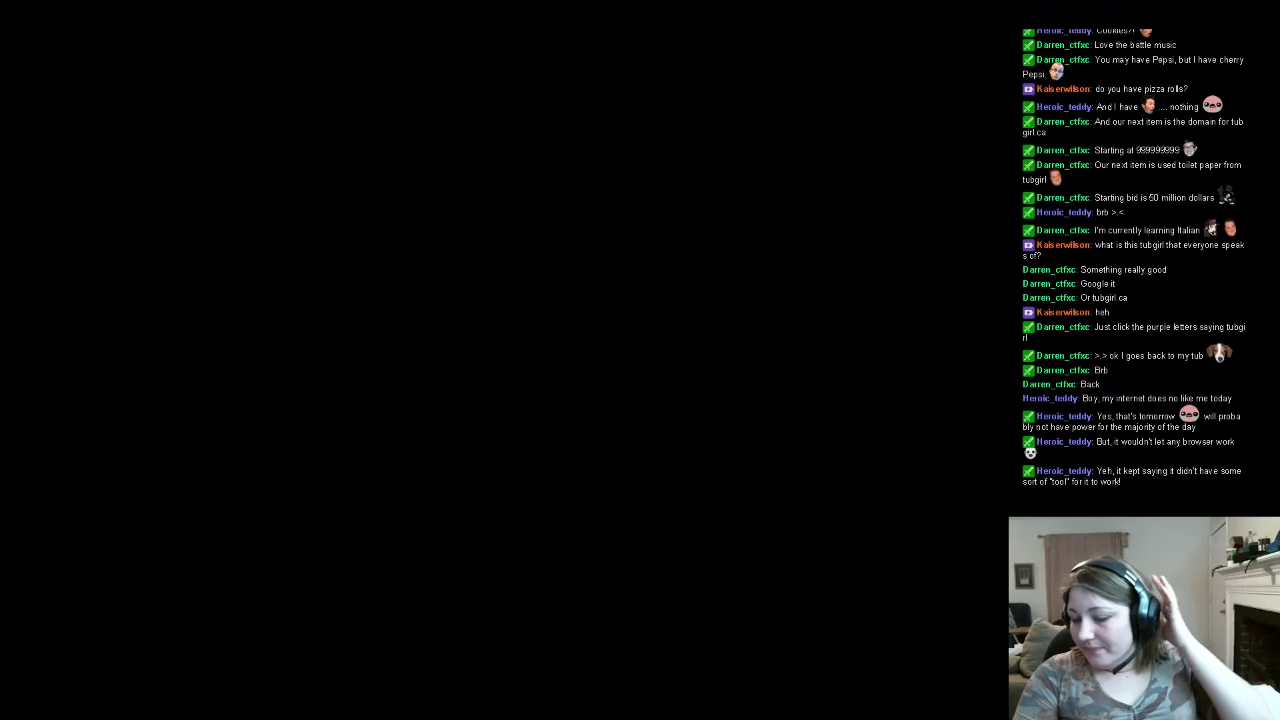 Heroic_teddy: Cookies?!
Darren_ctfxc: Love the battle music
Darren_ctfxc: You may have Pepsi, but I have cherry
Pepsi.
Kaiserwilson: do you have pizza rolls?
Heroic_teddy: And I have .... nothing
Darren_ctfxc: And our next item is the domain for tub
girl ca
Darren_ctfxc: Starting at 999999999
Darren_ctfxc: Our next item is used toilet paper from
tubgirl
Darren_ctfxc: Starting bid is 50 million dollars
Heroic_teddy: brb >.<
Darren_ctfxc: I'm currently learning Italian
Kaiserwilson: what is this tubgirl that everyone speak
s of?
Darren_ctfxc: Something really good
Darren_ctfxc: Google it
Darren_ctfxc: Or tubgirl.ca
Kaiserwilson: heh
Darren_ctfxc: Just click the purple letters saying tubgi
rl
Darren_ctfxc: >.> ok I goes back to my tub
Darren_ctfxc: Brb
Darren_ctfxc: Back
Heroic_teddy: Boy, my internet does no like me today
Heroic_teddy: Yes, that's tomorrow will proba
bly not have power for the majority of the day
Heroic_teddy: But, it wouldn't let any browser work
Heroic_teddy: Yeh, it kept saying it didn't have some
sort of "tool" for it to work!